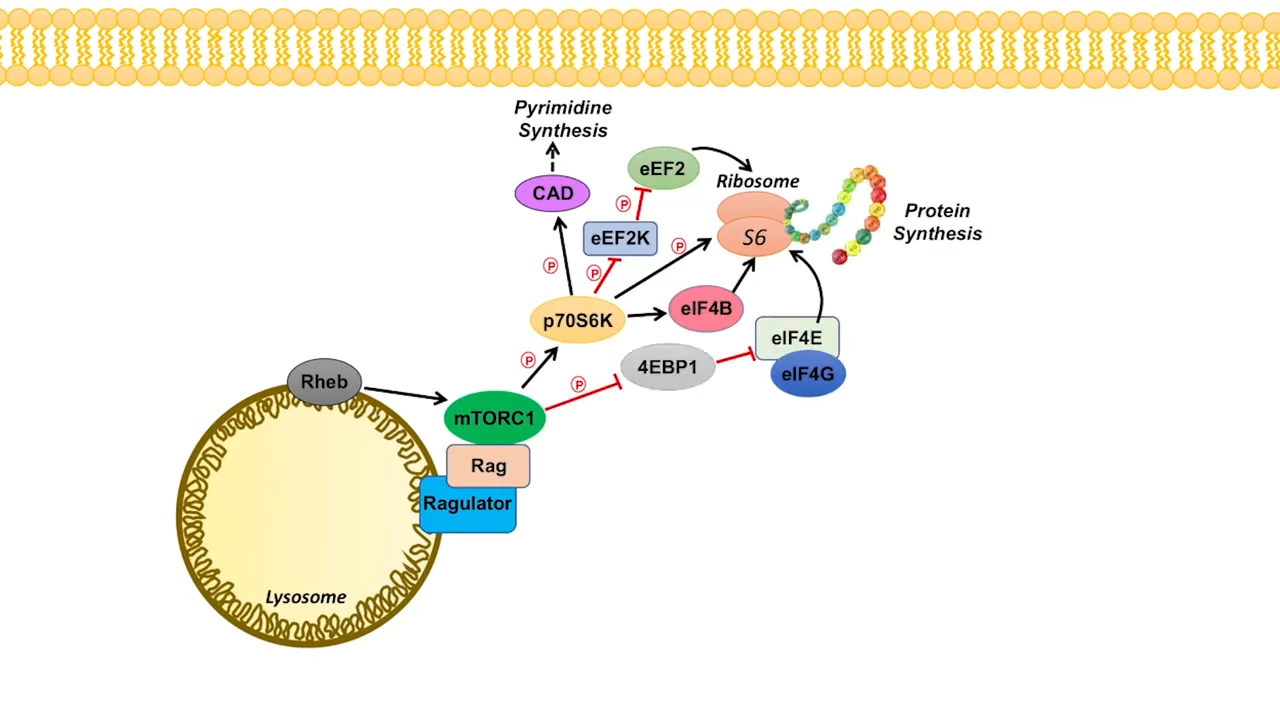 Pyrimidine
Synthesis
eEF2
CAD
Ribosome
Protein
Synthesis
P
eEF2K
P
S6
P
P
eIF4B
p70S6K
eIF4E
P
4EBP1
eIF4G
P
Rheb
mTORC1
Rag
Ragulator
Lysosome